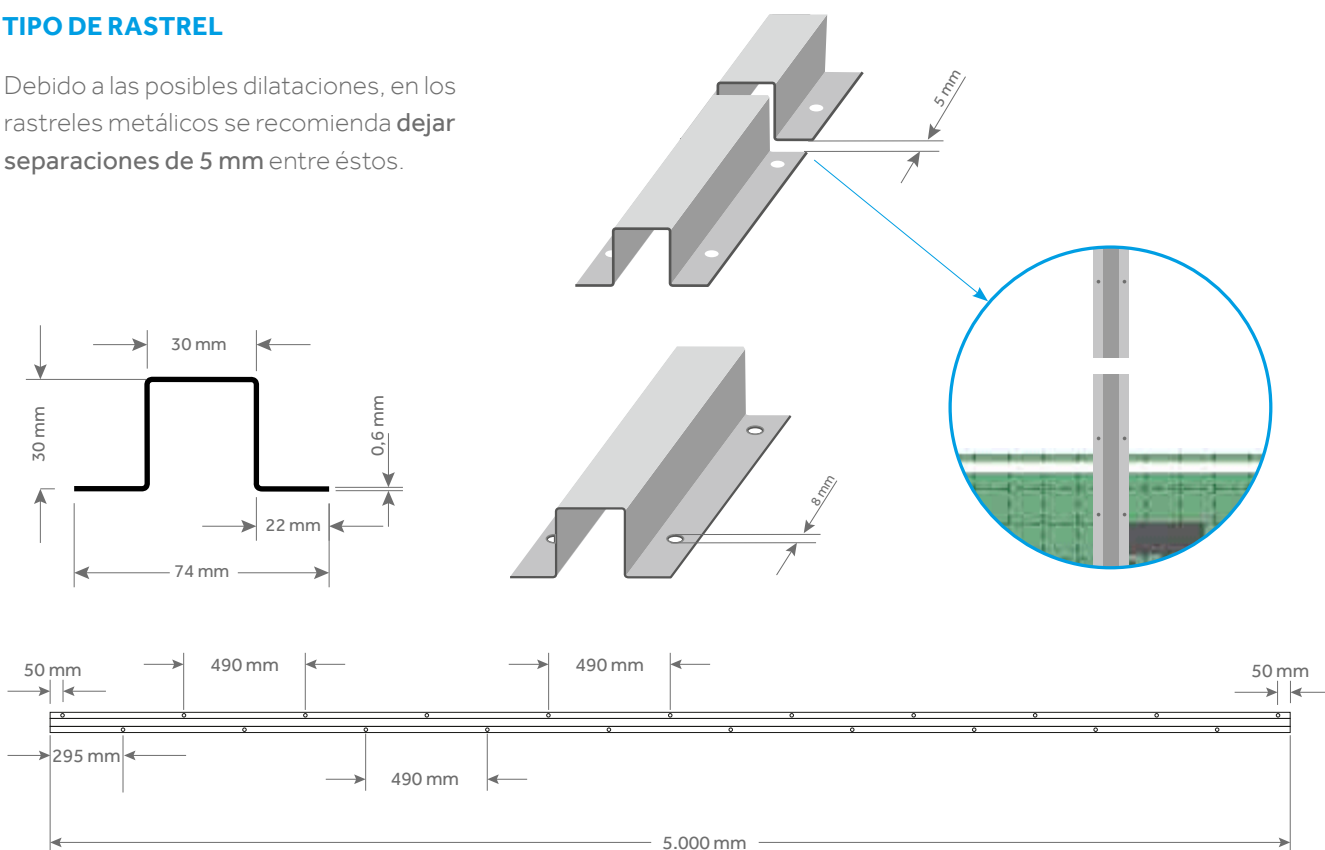 TIPO DE RASTREL
Debido a las posibles dilataciones, en los
rastreles metálicos se recomienda dejar
separaciones de 5 mm entre éstos.
5 mm
30 mm
30 mm
0,6 mm
22 mm
74 mm
8 mm
50 mm
490 mm
490 mm
50 mm
295 mm
490 mm
5.000 mm